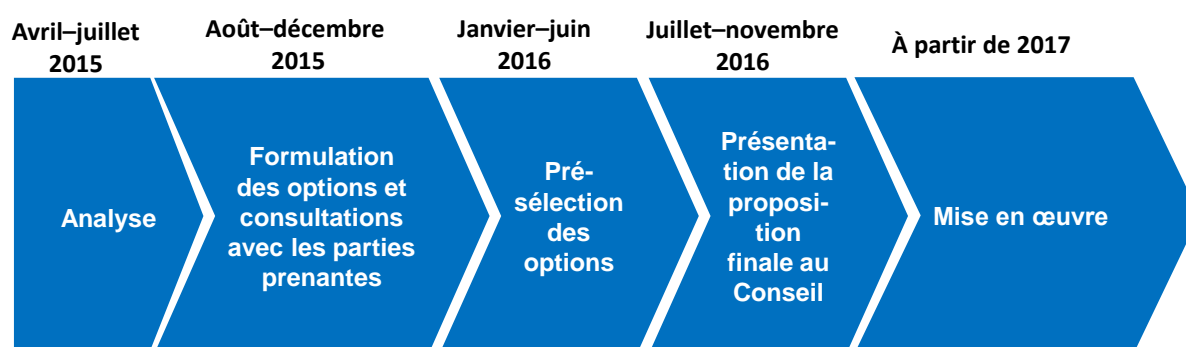 Avril–juillet
2015
Août–décembre
2015
Janvier–juin
2016
Juillet–novembre
2016
À partir de 2017
Analyse
Formulation
des options et
consultations
avec les parties
prenantes
Pré-
sélection
des
options
Présenta-
tion de la
proposi-
tion
finale au
Conseil
Mise en œuvre